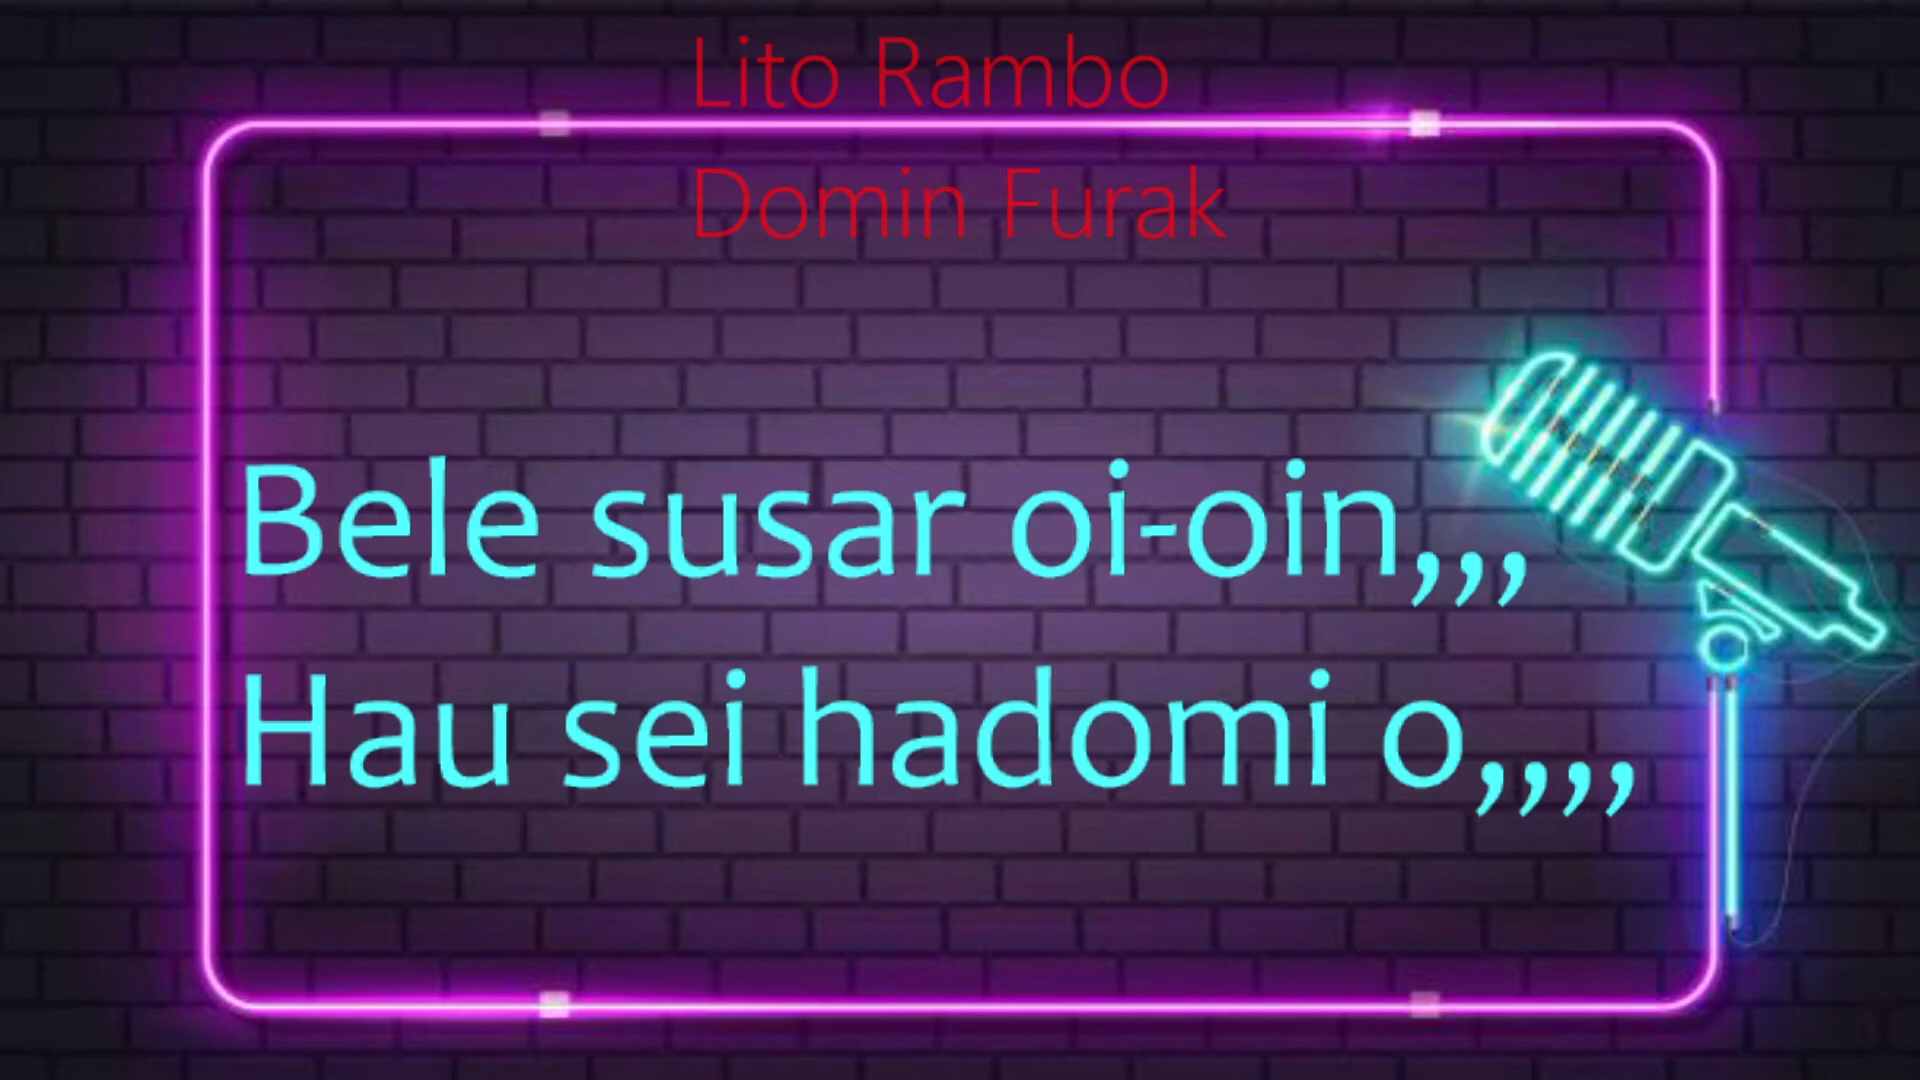 Lito Rambo
Domin Furak
Bele susar oi-oin,,,
Hau sei hadomi o,,,,